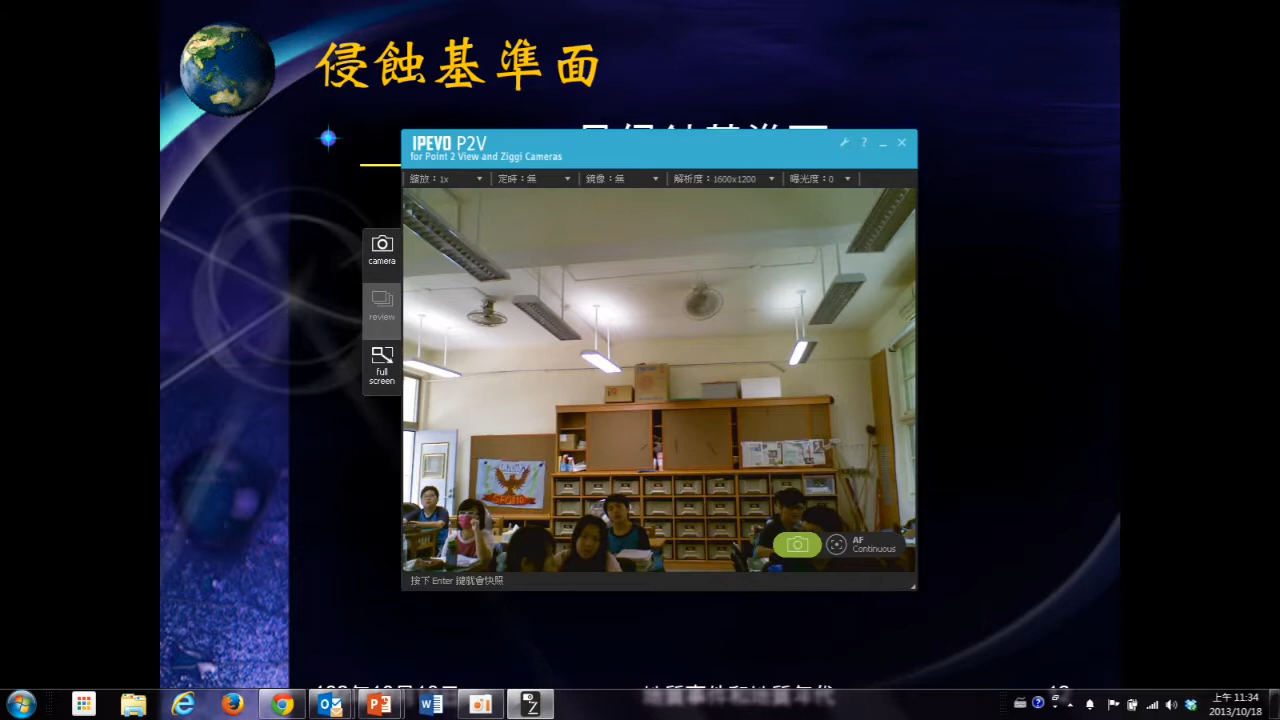 侵蝕基準面
IPEVO P2V
for Point 2 View and Ziggi Cameras
縮放：1x
定時：無
鏡像：無
解析度：1600x1200
曝光度：0
camera
review
full
screen
AF
Continuous
按下 Enter 鍵就會快照
上午 11:34
2013/10/18